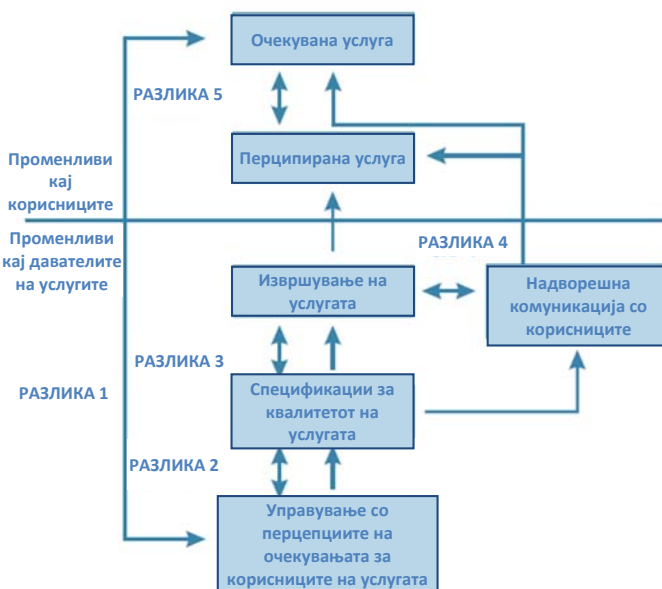 Очекувана услуга
РАЗЛИКА 5
Перципирана услуга
Променливи
кај
корисниците
Променливи
кај давателите
на услугите
РАЗЛИКА 4
Извршување на
услугата
Надворешна
комуникација со
корисниците
РАЗЛИКА 3
РАЗЛИКА 1
Спецификации за
квалитетот на
услугата
РАЗЛИКА 2
Управување со
перцепциите на
очекувањата за
корисниците на услугата